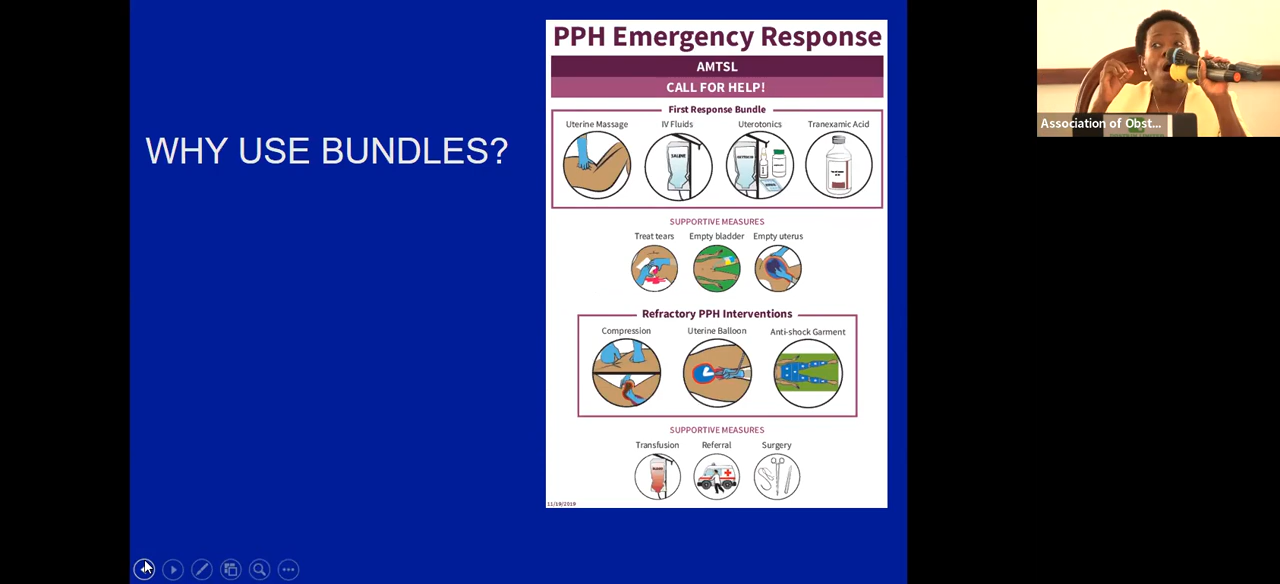 WHY USE BUNDLES?
PPH Emergency Response
AMTSL
CALL FOR HELP!
First Response Bundle
Uterine Massage IV Fluids Uterotonics Tranexamic Acid
SALINE
SUPPORTIVE MEASURES
Treat tears Empty bladder Empty uterus
Refractory PPH Interventions
Compression Uterine Balloon Anti-shock Garment
SUPPORTIVE MEASURES
Transfusion Referral Surgery
BLOOD
11/19/2019
Association of Obst...